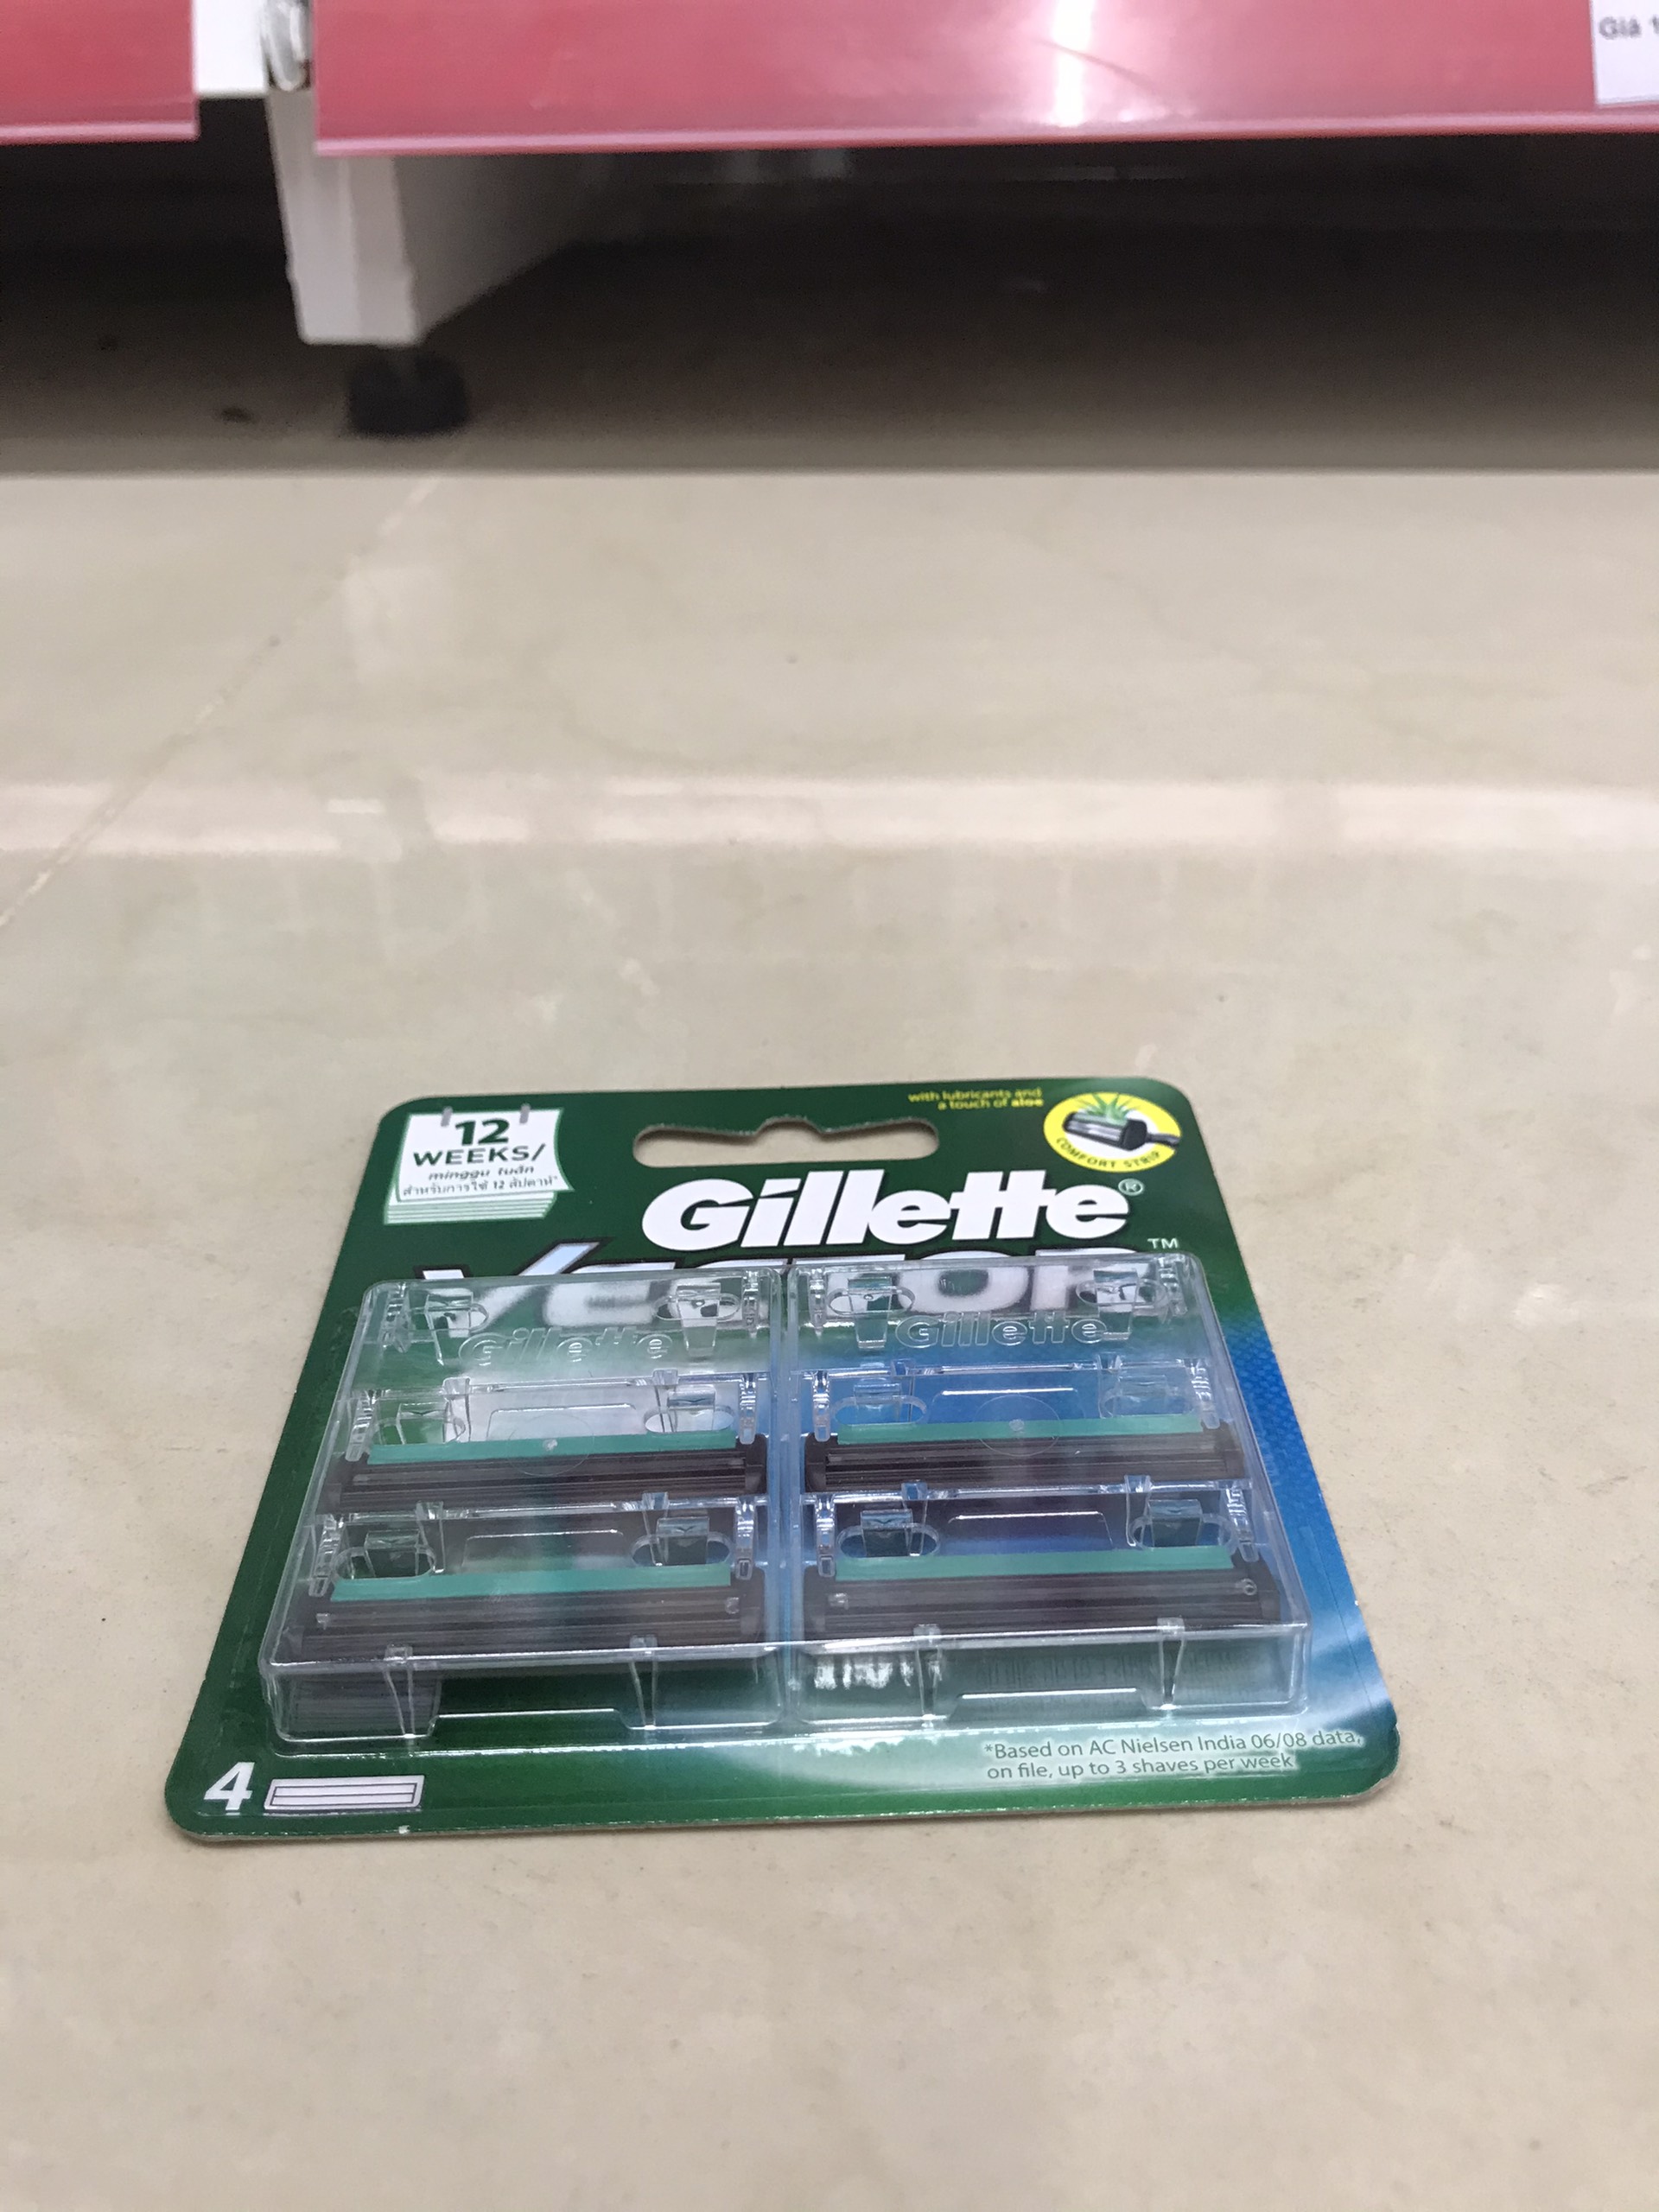 Giá
12
WEEKS/
minggu tuần
สำหรับการใช้ 12 สัปดาห์*
with lubricants and
a touch of aloe
COMFORT STRIP
Gillette®
VECTOR™
Gillette
Gillette
4
*Based on AC Nielsen India 06/08 data,
on file, up to 3 shaves per week